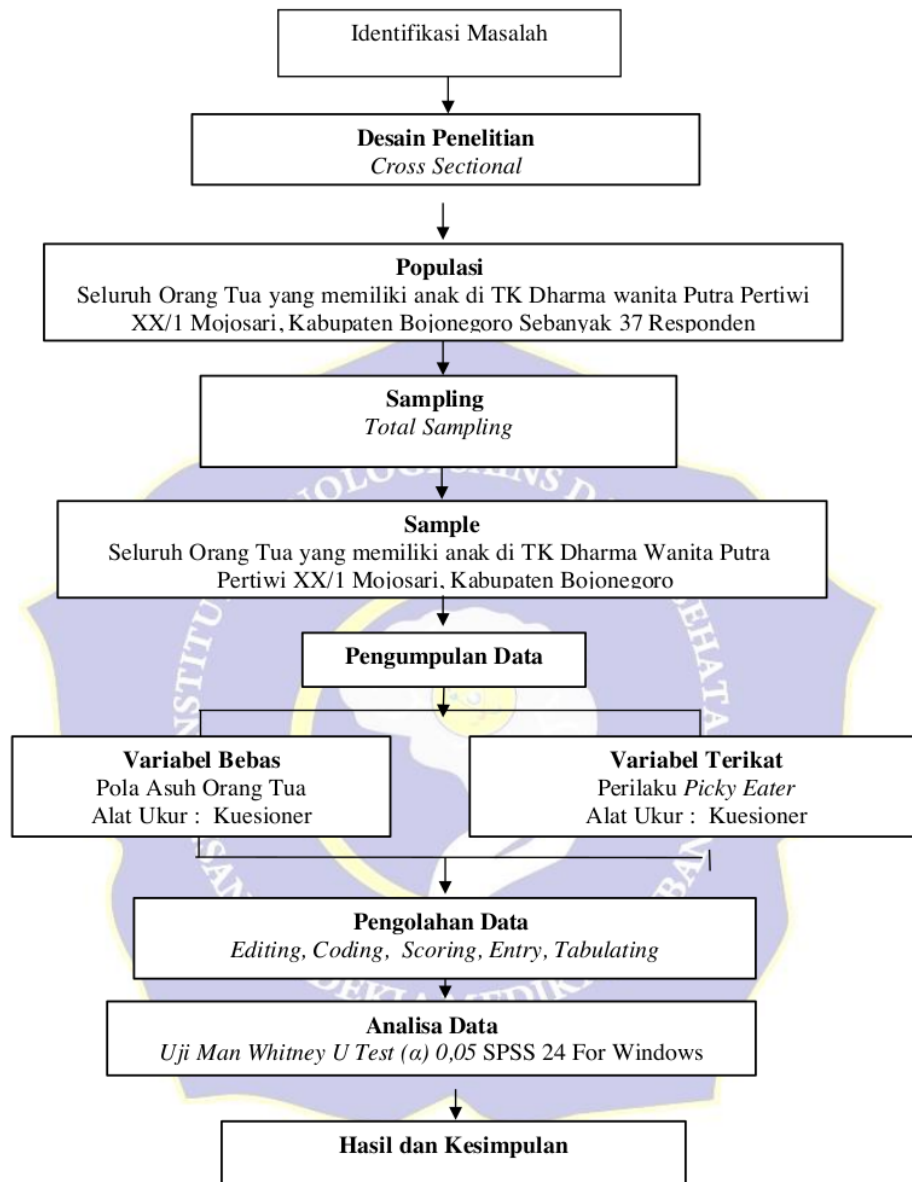 Identifikasi Masalah
Desain Penelitian
Cross Sectional
Populasi
Seluruh Orang Tua yang memiliki anak di TK Dharma wanita Putra Pertiwi
XX/1 Mojosari, Kabupaten Bojonegoro Sebanyak 37 Responden
Sampling
Total Sampling
Sample
Seluruh Orang Tua yang memiliki anak di TK Dharma Wanita Putra
Pertiwi XX/1 Mojosari, Kabupaten Bojonegoro
Pengumpulan Data
Variabel Bebas
Pola Asuh Orang Tua
Alat Ukur : Kuesioner
Variabel Terikat
Perilaku Picky Eater
Alat Ukur : Kuesioner
Pengolahan Data
Editing, Coding, Scoring, Entry, Tabulating
Analisa Data
Uji Man Whitney U Test (α) 0,05 SPSS 24 For Windows
Hasil dan Kesimpulan